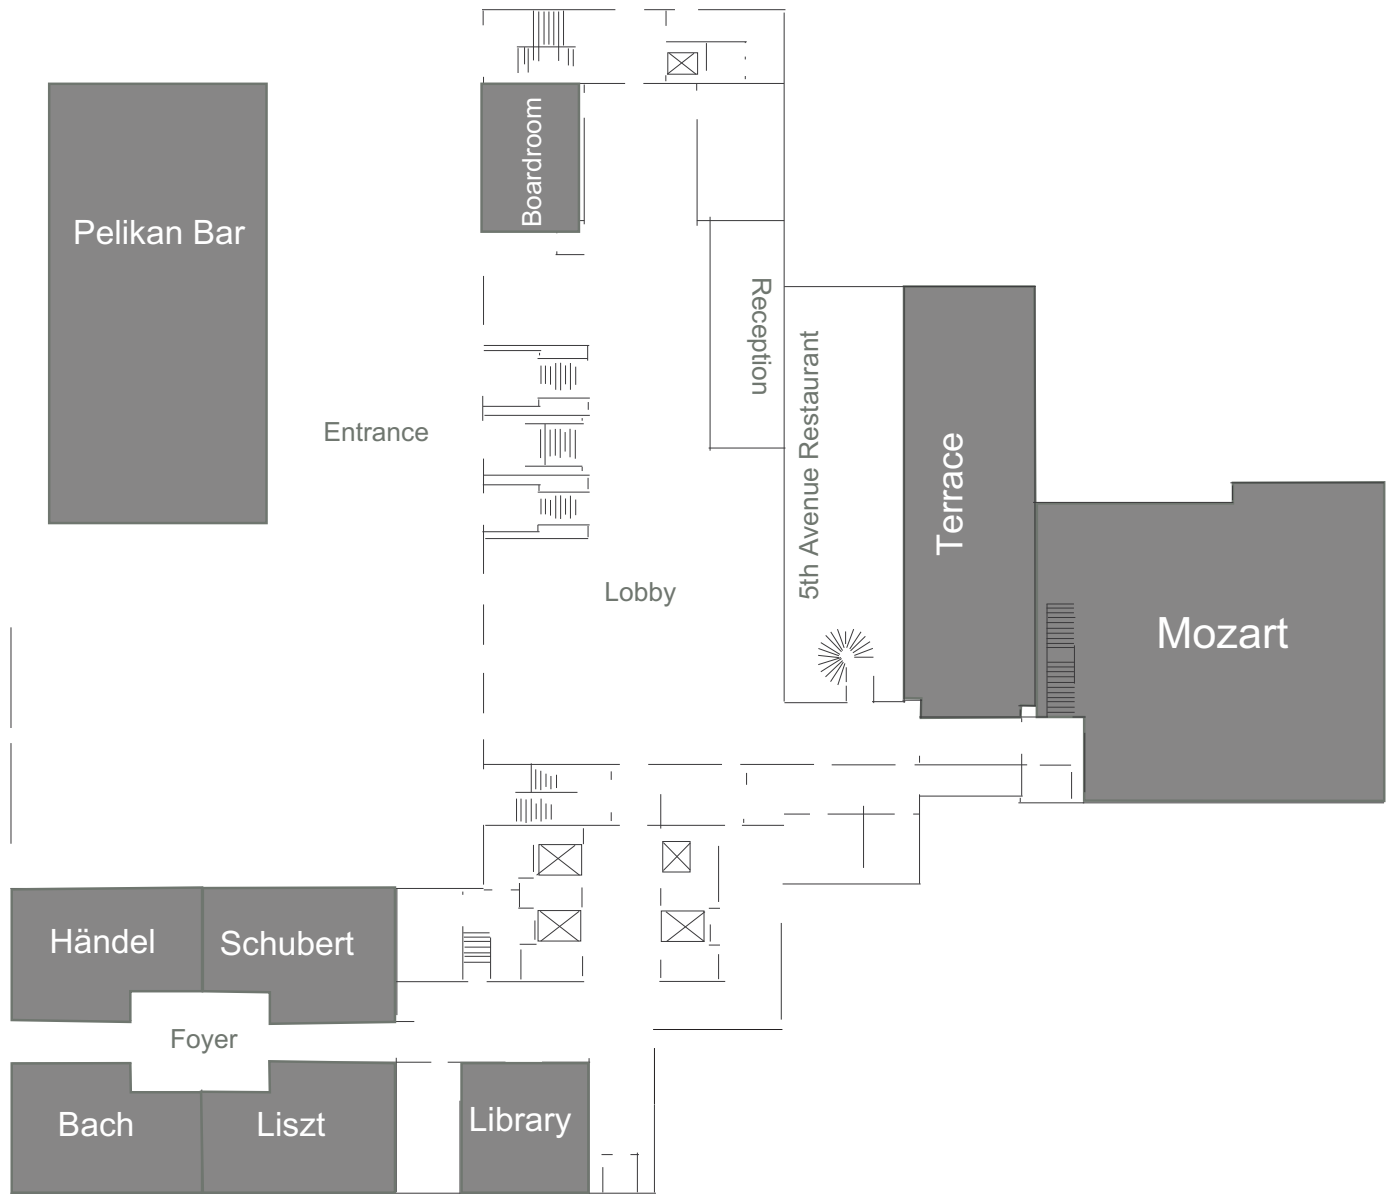 Boardroom
Pelikan Bar
Reception
5th Avenue Restaurant
Entrance
Terrace
Lobby
Mozart
Händel
Schubert
Foyer
Bach
Liszt
Library